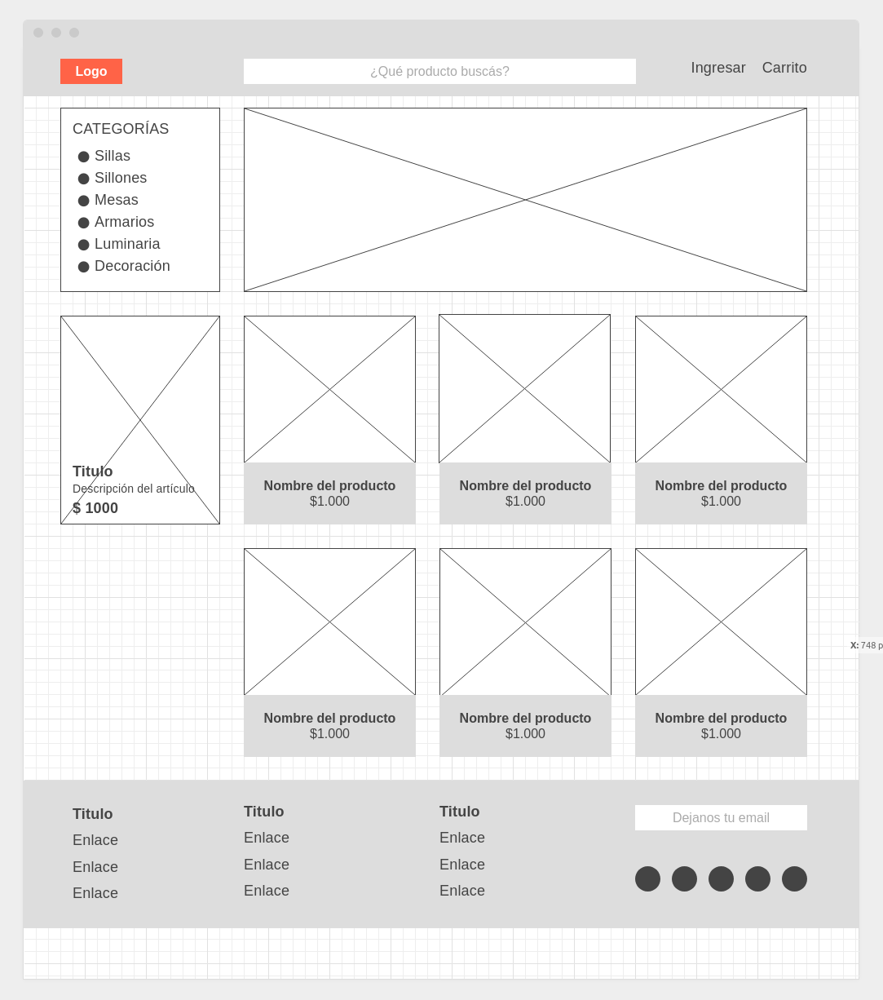 Logo
¿Qué producto buscás?
Ingresar Carrito
CATEGORÍAS
Sillas
Sillones
Mesas
Armarios
Luminaria
Decoración
Titulo
Descripción del artículo
$ 1000
Nombre del producto
$1.000
Nombre del producto
$1.000
Nombre del producto
$1.000
Nombre del producto
$1.000
Nombre del producto
$1.000
Nombre del producto
$1.000
X: 748 p
Titulo
Enlace
Enlace
Enlace
Titulo
Enlace
Enlace
Enlace
Titulo
Enlace
Enlace
Enlace
Dejanos tu email